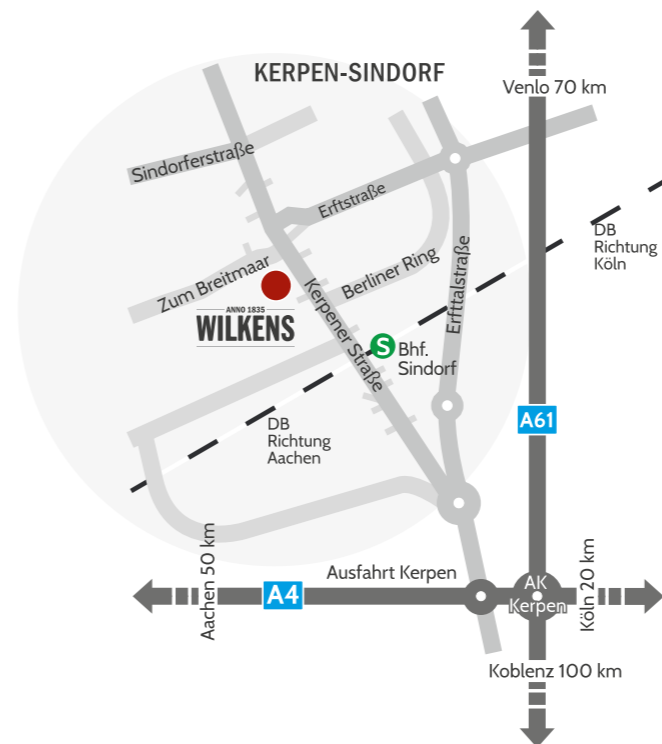 KERPEN-SINDORF
Venlo 70 km
Sindorferstraße
Erftstraße
DB
Richtung
Köln
Zum Breitmaar
Berliner Ring
Erfttalstraße
ANNO 1835
WILKENS
Kerpener Straße
S
Bhf.
Sindorf
A61
DB
Richtung
Aachen
Aachen 50 km
Ausfahrt Kerpen
A4
AK
Kerpen
Köln 20 km
Koblenz 100 km